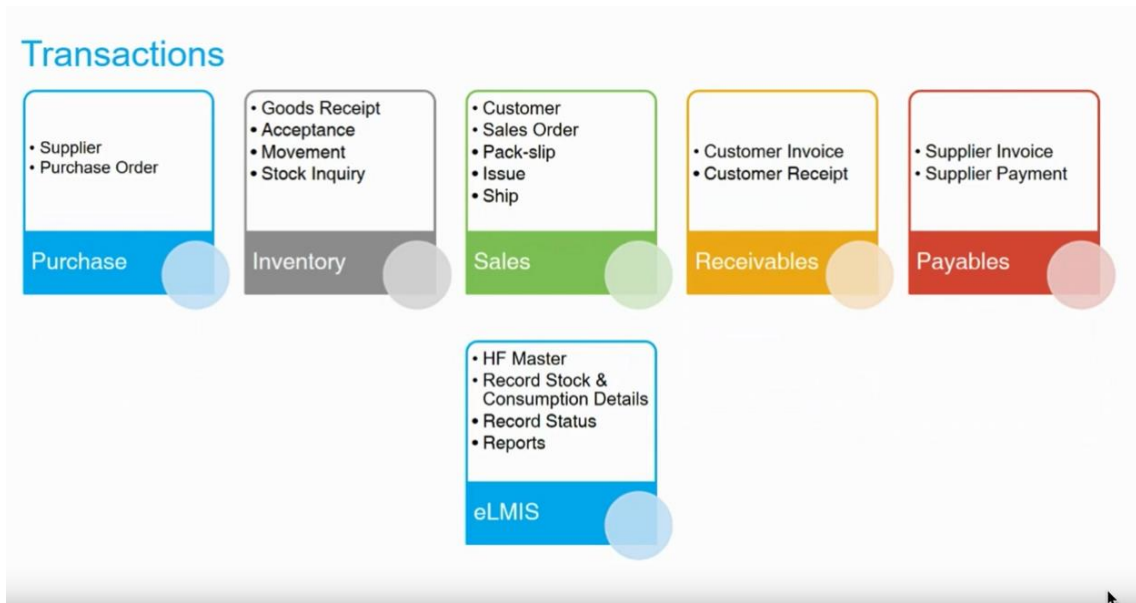 Transactions
• Supplier
• Purchase Order
Purchase
• Goods Receipt
• Acceptance
• Movement
• Stock Inquiry
Inventory
• Customer
• Sales Order
• Pack-slip
• Issue
• Ship
Sales
• Customer Invoice
• Customer Receipt
Receivables
• Supplier Invoice
• Supplier Payment
Payables
• HF Master
• Record Stock &
Consumption Details
• Record Status
• Reports
eLMIS